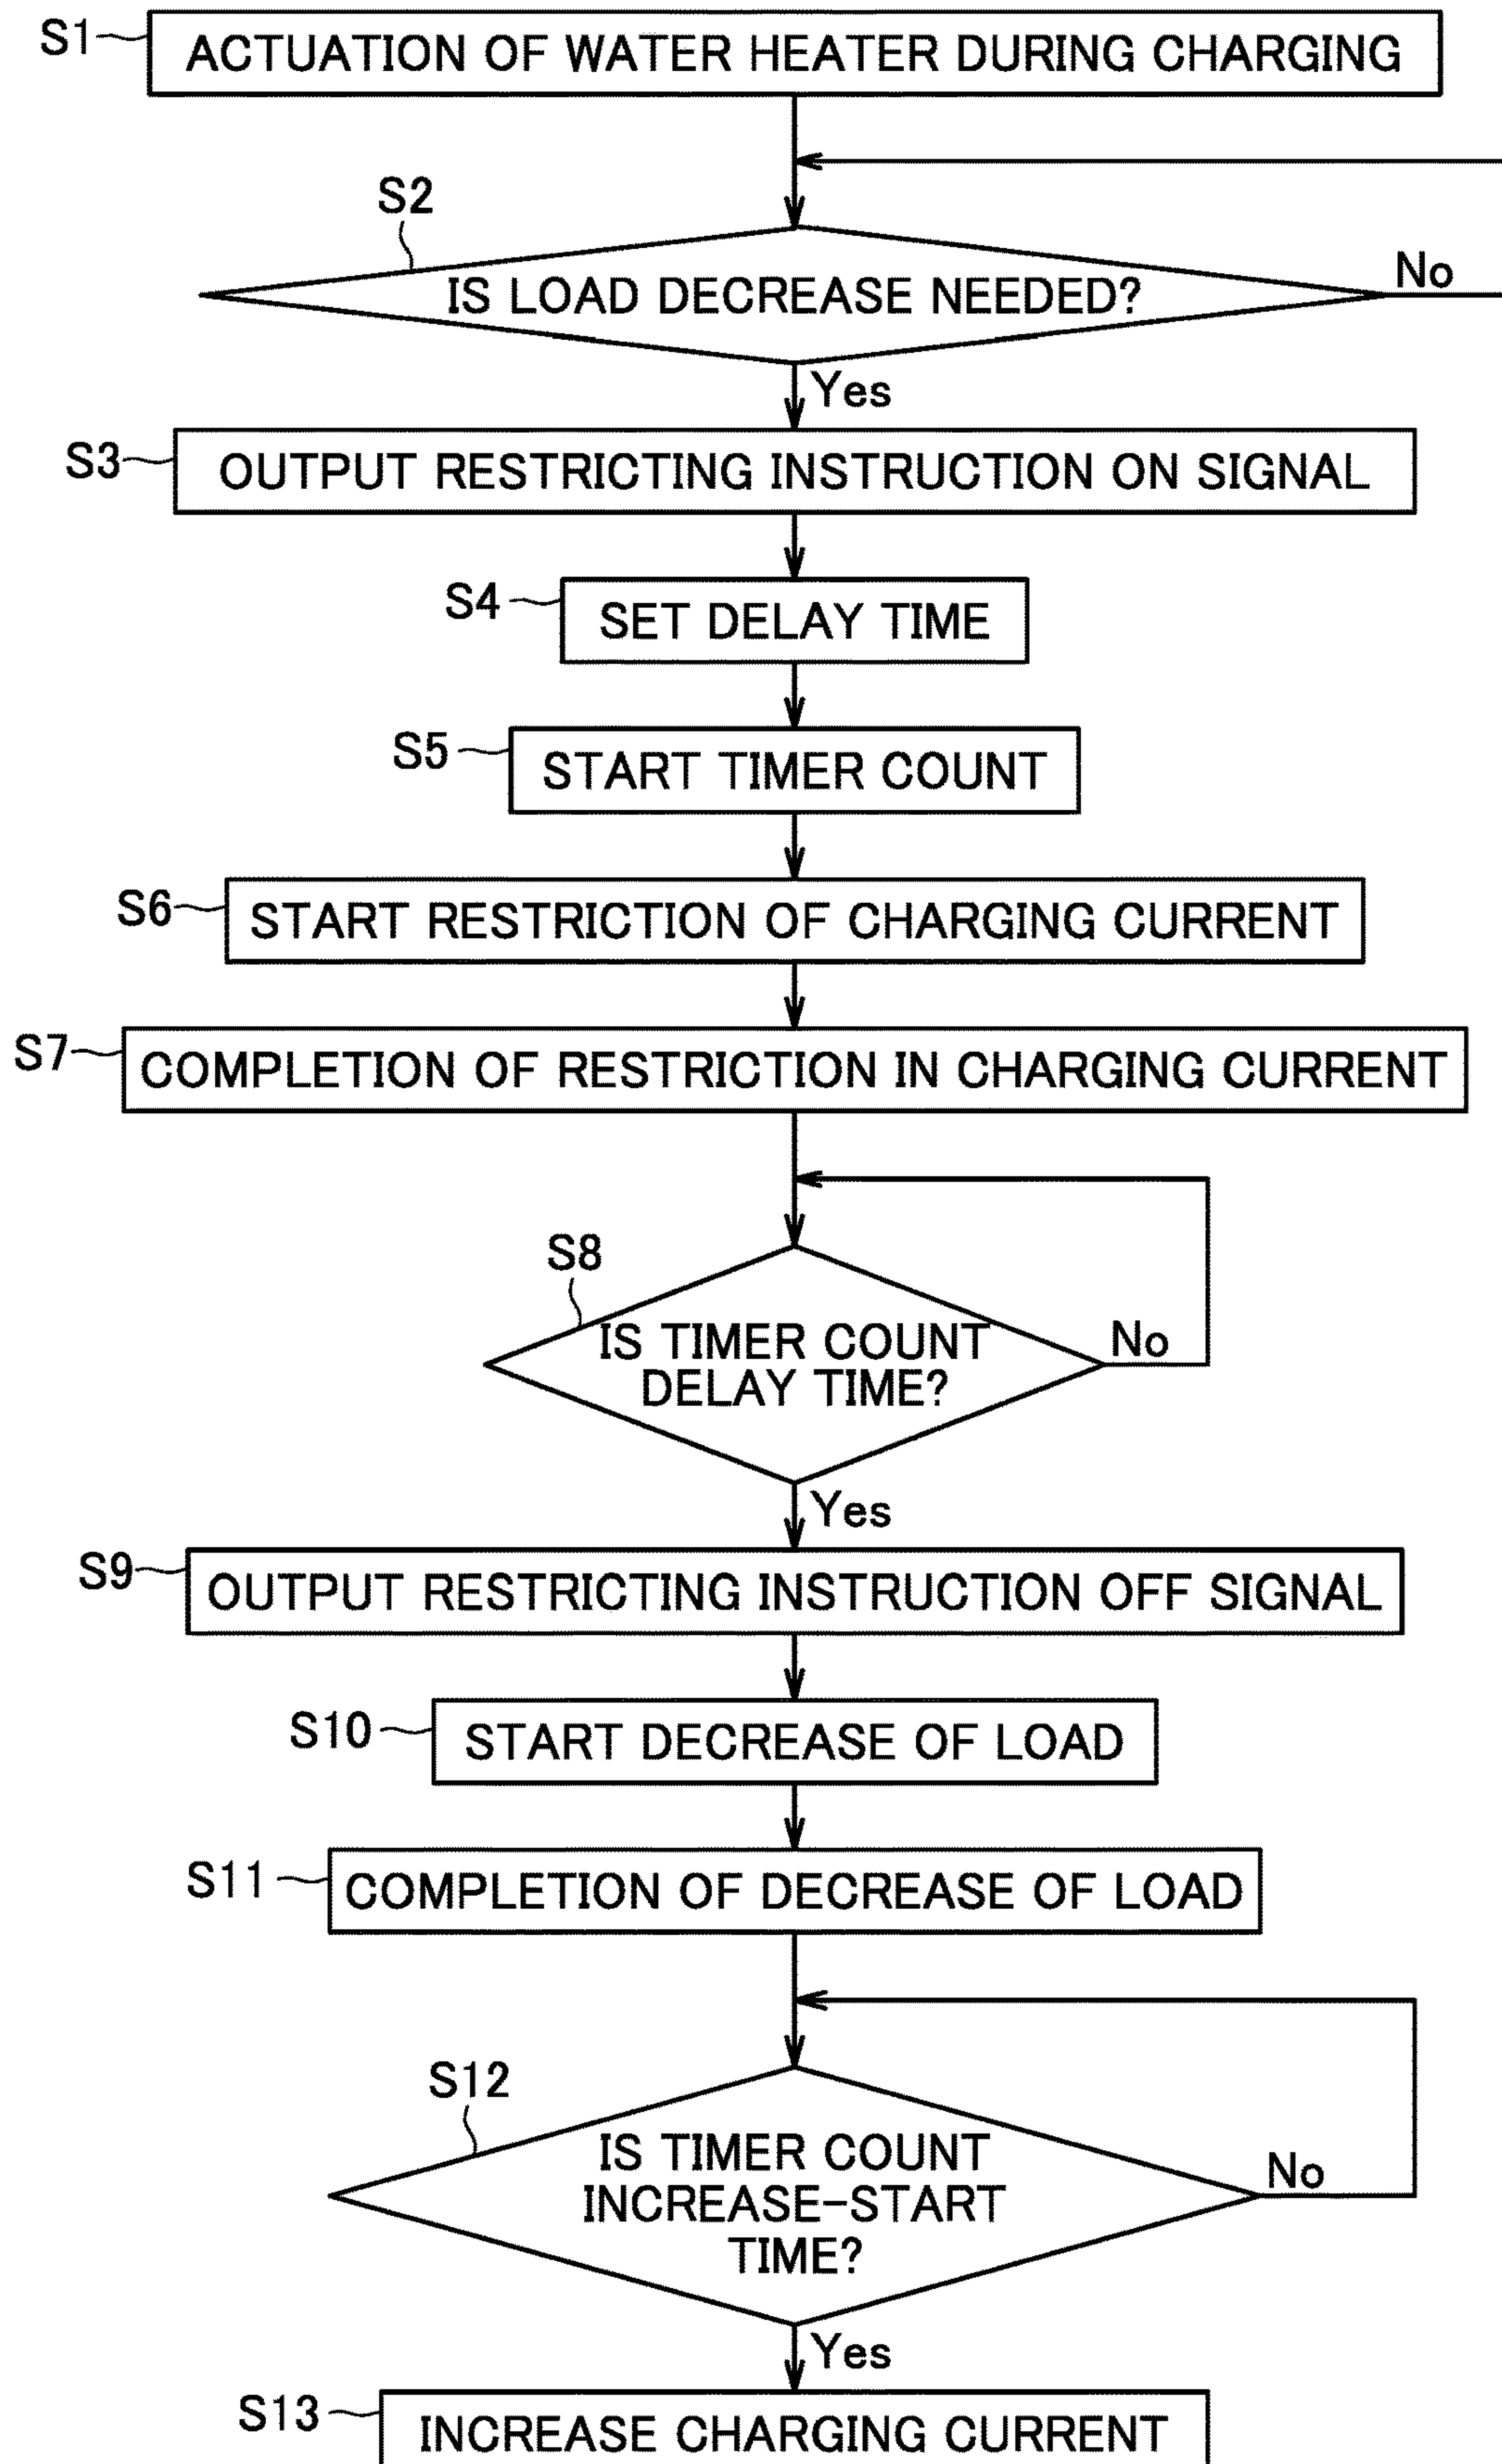 S1
ACTUATION OF WATER HEATER DURING CHARGING
S2
IS LOAD DECREASE NEEDED?
No
Yes
S3
OUTPUT RESTRICTING INSTRUCTION ON SIGNAL
S4
SET DELAY TIME
S5
START TIMER COUNT
S6
START RESTRICTION OF CHARGING CURRENT
S7
COMPLETION OF RESTRICTION IN CHARGING CURRENT
S8
IS TIMER COUNT
DELAY TIME?
No
Yes
S9
OUTPUT RESTRICTING INSTRUCTION OFF SIGNAL
S10
START DECREASE OF LOAD
S11
COMPLETION OF DECREASE OF LOAD
S12
IS TIMER COUNT
INCREASE-START
TIME?
No
Yes
S13
INCREASE CHARGING CURRENT